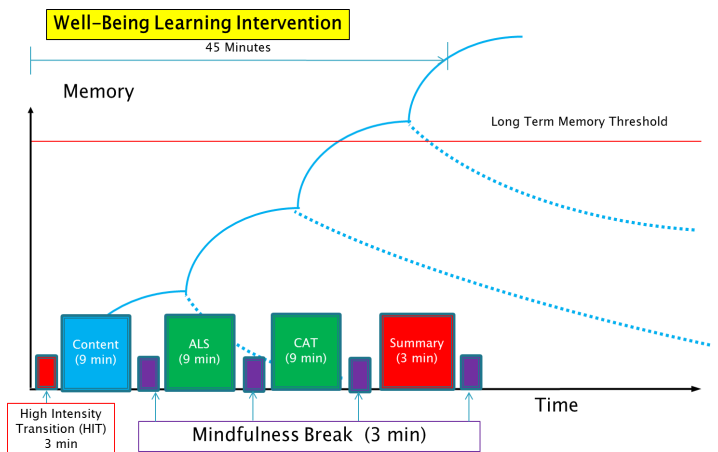 Well-Being Learning Intervention
45 Minutes
Memory
Long Term Memory Threshold
Content
(9 min)
ALS
(9 min)
CAT
(9 min)
Summary
(3 min)
Time
High Intensity
Transition (HIT)
3 min
Mindfulness Break (3 min)